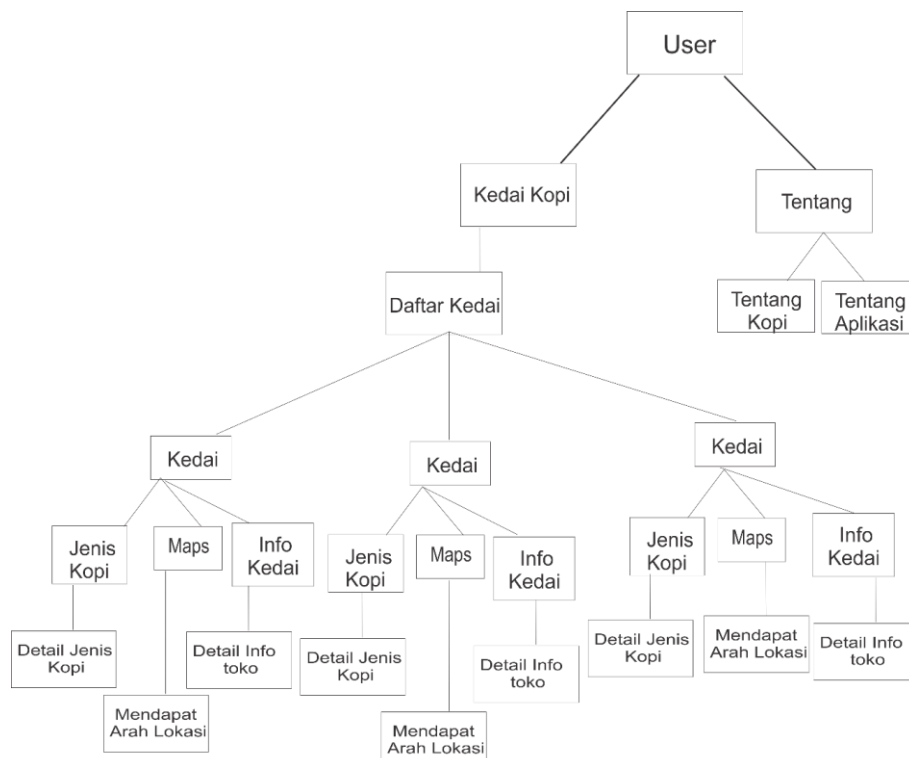 User
Kedai Kopi
Tentang
Daftar Kedai
Tentang
Kopi
Tentang
Aplikasi
Kedai
Kedai
Kedai
Jenis
Kopi
Maps
Info
Kedai
Jenis
Kopi
Maps
Info
Kedai
Jenis
Kopi
Maps
Info
Kedai
Detail Jenis
Kopi
Mendapat
Arah Lokasi
Detail Info
toko
Detail Jenis
Kopi
Mendapat
Arah Lokasi
Detail Info
toko
Detail Jenis
Kopi
Mendapat
Arah Lokasi
Detail Info
toko